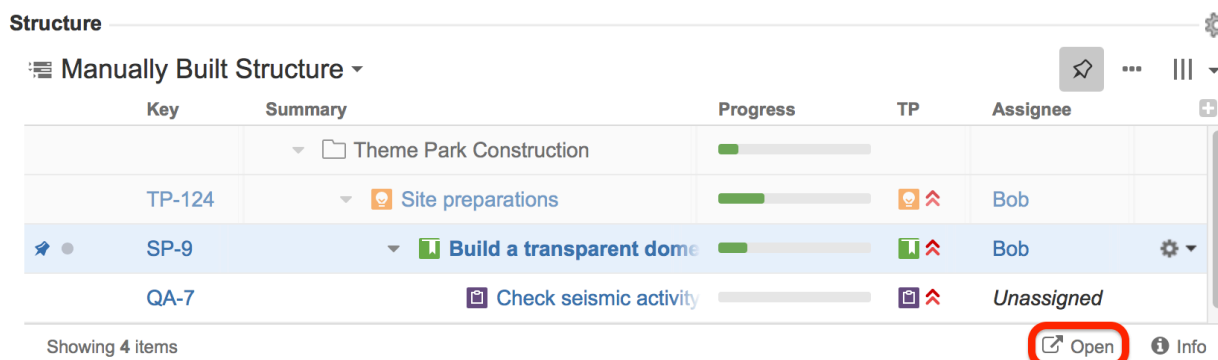 Structure
Manually Built Structure
Key Summary Progress TP Assignee
Theme Park Construction
TP-124 Site preparations Bob
SP-9 Build a transparent dome Bob
QA-7 Check seismic activity Unassigned
Showing 4 items Open Info